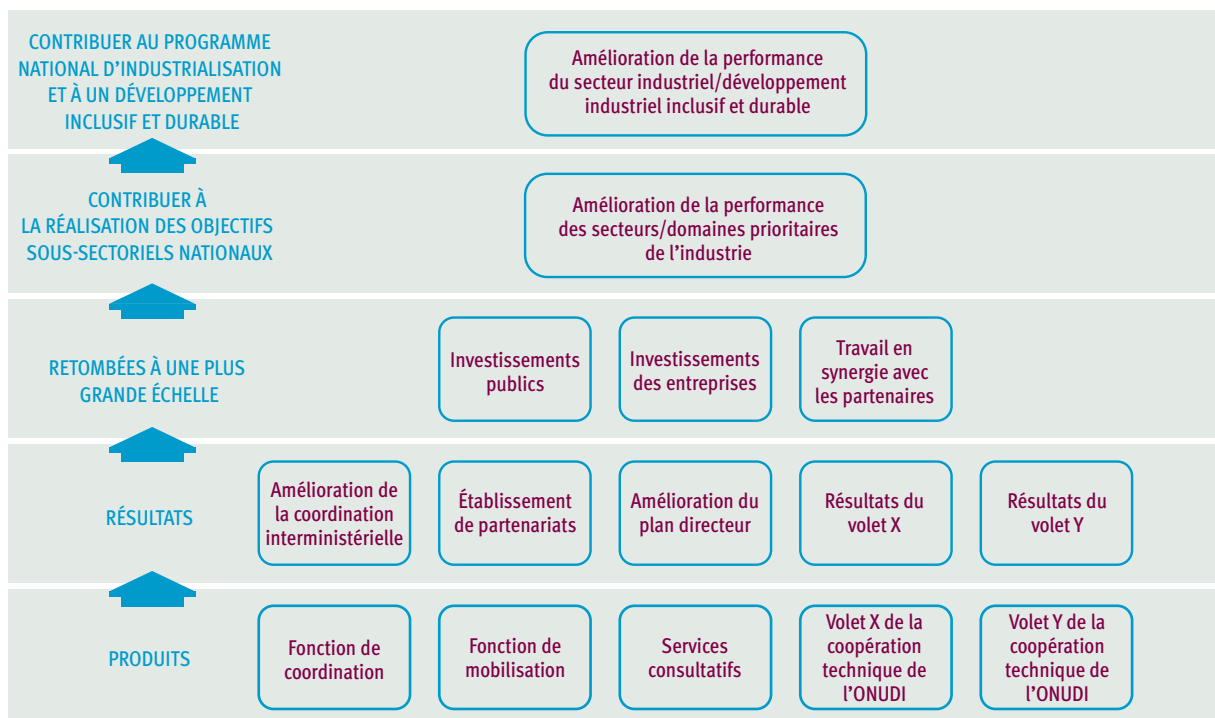 CONTRIBUER AU PROGRAMME
NATIONAL D'INDUSTRIALISATION
ET À UN DÉVELOPPEMENT
INCLUSIF ET DURABLE
Amélioration de la performance
du secteur industriel/développement
industriel inclusif et durable
CONTRIBUER À
LA RÉALISATION DES OBJECTIFS
SOUS-SECTORIELS NATIONAUX
Amélioration de la performance
des secteurs/domaines prioritaires
de l'industrie
RETOMBÉES À UNE PLUS
GRANDE ÉCHELLE
Investissements
publics
Investissements
des entreprises
Travail en
synergie avec
les partenaires
RÉSULTATS
Amélioration de
la coordination
interministérielle
Établissement
de partenariats
Amélioration du
plan directeur
Résultats du
volet X
Résultats du
volet Y
PRODUITS
Fonction de
coordination
Fonction de
mobilisation
Services
consultatifs
Volet X de la
coopération
technique de
l'ONUDI
Volet Y de la
coopération
technique de
l'ONUDI